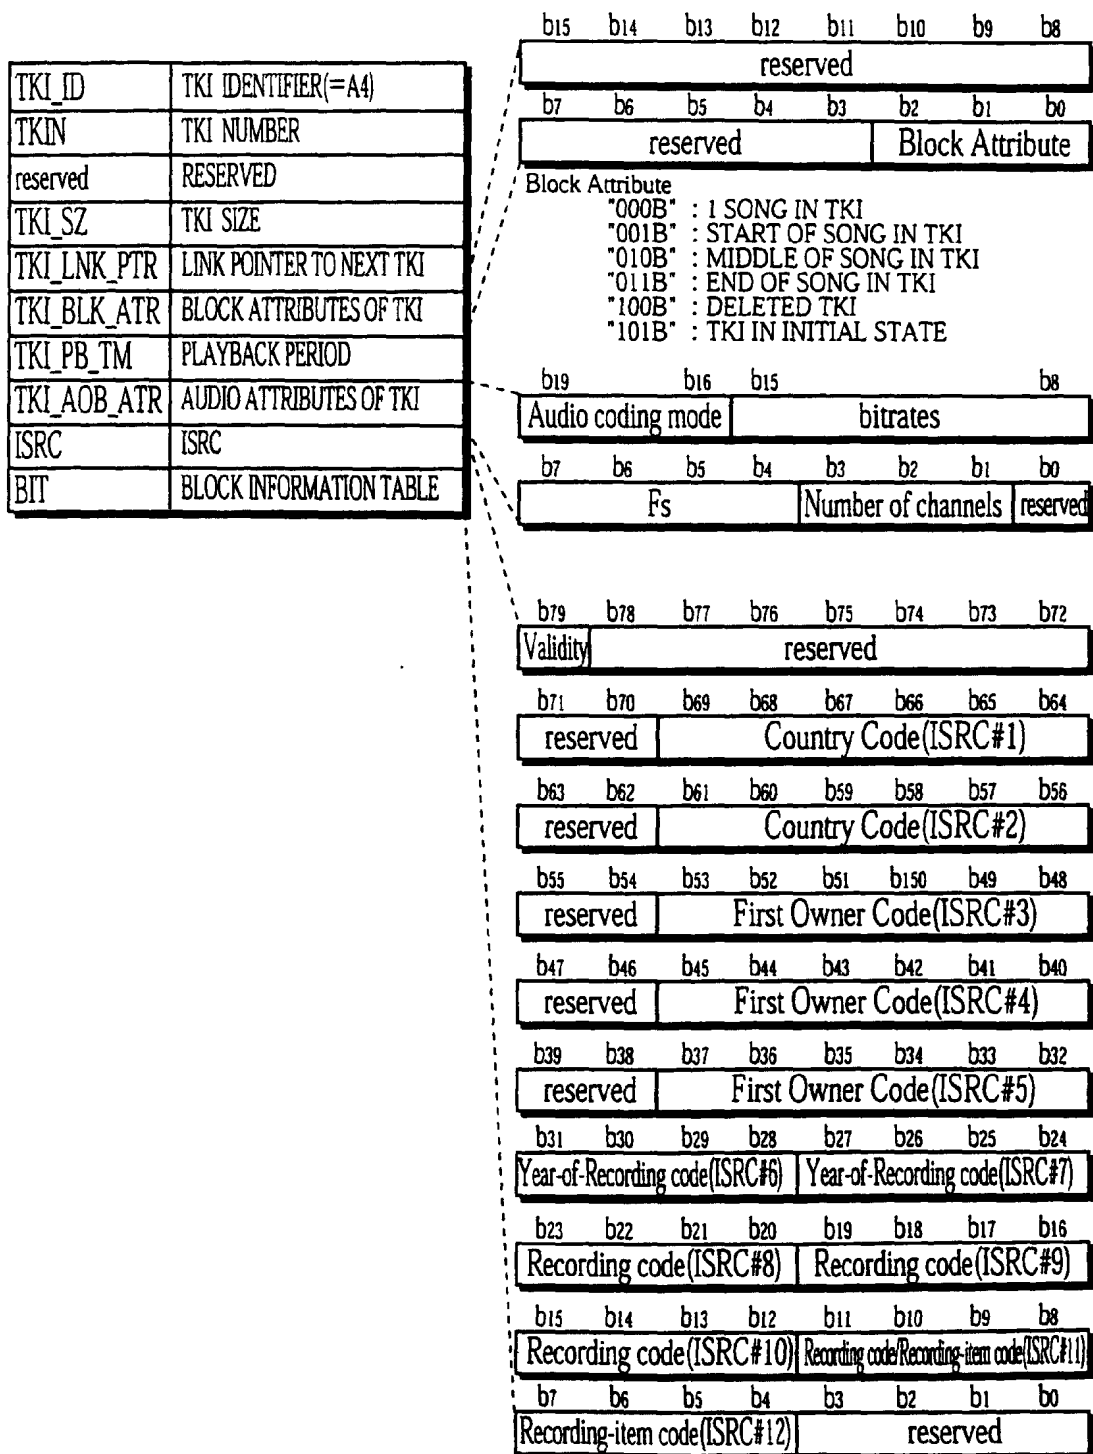 TKI_ID TKI IDENTIFIER(=A4)
TKIN TKI NUMBER
reserved RESERVED
TKI_SZ TKI SIZE
TKI_LNK_PTR LINK POINTER TO NEXT TKI
TKI_BLK_ATR BLOCK ATTRIBUTES OF TKI
TKI_PB_TM PLAYBACK PERIOD
TKI_AOB_ATR AUDIO ATTRIBUTES OF TKI
ISRC ISRC
BIT BLOCK INFORMATION TABLE
b15 b14 b13 b12 b11 b10 b9 b8
reserved
b7 b6 b5 b4 b3 b2 b1 b0
reserved Block Attribute
Block Attribute
"000B" : 1 SONG IN TKI
"001B" : START OF SONG IN TKI
"010B" : MIDDLE OF SONG IN TKI
"011B" : END OF SONG IN TKI
"100B" : DELETED TKI
"101B" : TKI IN INITIAL STATE
b19 b16 b15 b8
Audio coding mode bitrates
b7 b6 b5 b4 b3 b2 b1 b0
Fs Number of channels reserved
b79 b78 b77 b76 b75 b74 b73 b72
Validity reserved
b71 b70 b69 b68 b67 b66 b65 b64
reserved Country Code(ISRC#1)
b63 b62 b61 b60 b59 b58 b57 b56
reserved Country Code(ISRC#2)
b55 b54 b53 b52 b51 b150 b49 b48
reserved First Owner Code(ISRC#3)
b47 b46 b45 b44 b43 b42 b41 b40
reserved First Owner Code(ISRC#4)
b39 b38 b37 b36 b35 b34 b33 b32
reserved First Owner Code(ISRC#5)
b31 b30 b29 b28 b27 b26 b25 b24
Year-of-Recording code(ISRC#6) Year-of-Recording code(ISRC#7)
b23 b22 b21 b20 b19 b18 b17 b16
Recording code(ISRC#8) Recording code(ISRC#9)
b15 b14 b13 b12 b11 b10 b9 b8
Recording code(ISRC#10) Recording code/Recording-item code(ISRC#11)
b7 b6 b5 b4 b3 b2 b1 b0
Recording-item code(ISRC#12) reserved